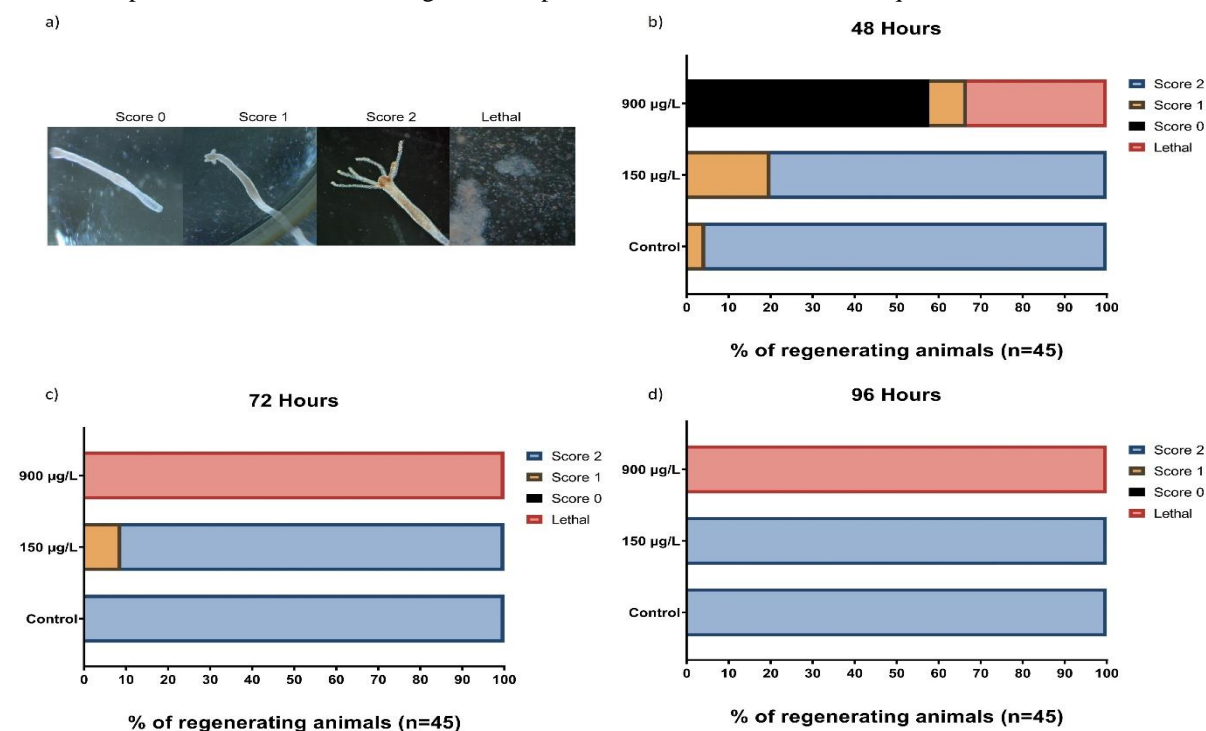 a)
Score 0 Score 1 Score 2 Lethal
b)
48 Hours
900 µg/L
150 µg/L
Control
0 10 20 30 40 50 60 70 80 90 100
% of regenerating animals (n=45)
Score 2
Score 1
Score 0
Lethal
c)
72 Hours
900 µg/L
150 µg/L
Control
0 10 20 30 40 50 60 70 80 90 100
% of regenerating animals (n=45)
Score 2
Score 1
Score 0
Lethal
d)
96 Hours
900 µg/L
150 µg/L
Control
0 10 20 30 40 50 60 70 80 90 100
% of regenerating animals (n=45)
Score 2
Score 1
Score 0
Lethal